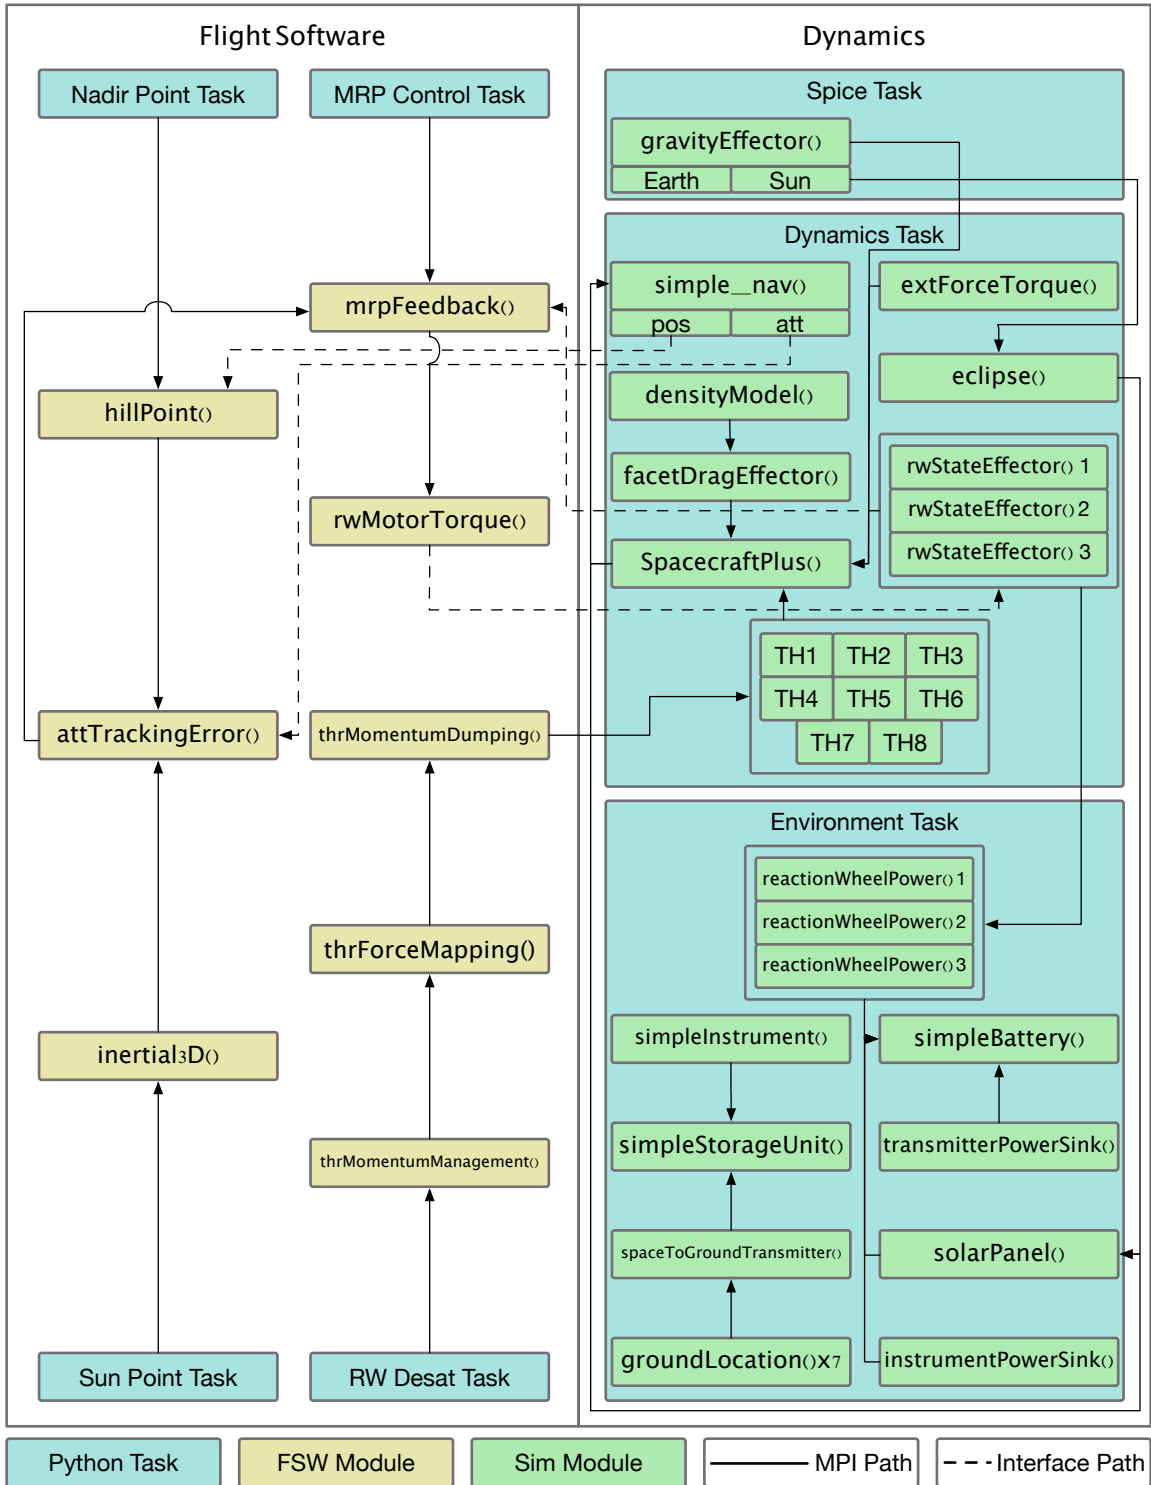 Flight Software
Dynamics
Nadir Point Task
MRP Control Task
Spice Task
gravityEffector()
Earth
Sun
Dynamics Task
simple_nav()
pos
att
extForceTorque()
mrpFeedback()
eclipse()
hillPoint()
densityModel()
rwStateEffector() 1
facetDragEffector()
rwMotorTorque()
rwStateEffector() 2
rwStateEffector() 3
SpacecraftPlus()
TH1
TH2
TH3
TH4
TH5
TH6
TH7
TH8
attTrackingError()
thrMomentumDumping()
Environment Task
reactionWheelPower() 1
reactionWheelPower() 2
reactionWheelPower() 3
thrForceMapping()
inertial3D()
simpleInstrument()
simpleBattery()
thrMomentumManagement()
simpleStorageUnit()
transmitterPowerSink()
spaceToGroundTransmitter()
solarPanel()
Sun Point Task
RW Desat Task
groundLocation()x7
instrumentPowerSink()
Python Task
FSW Module
Sim Module
MPI Path
Interface Path